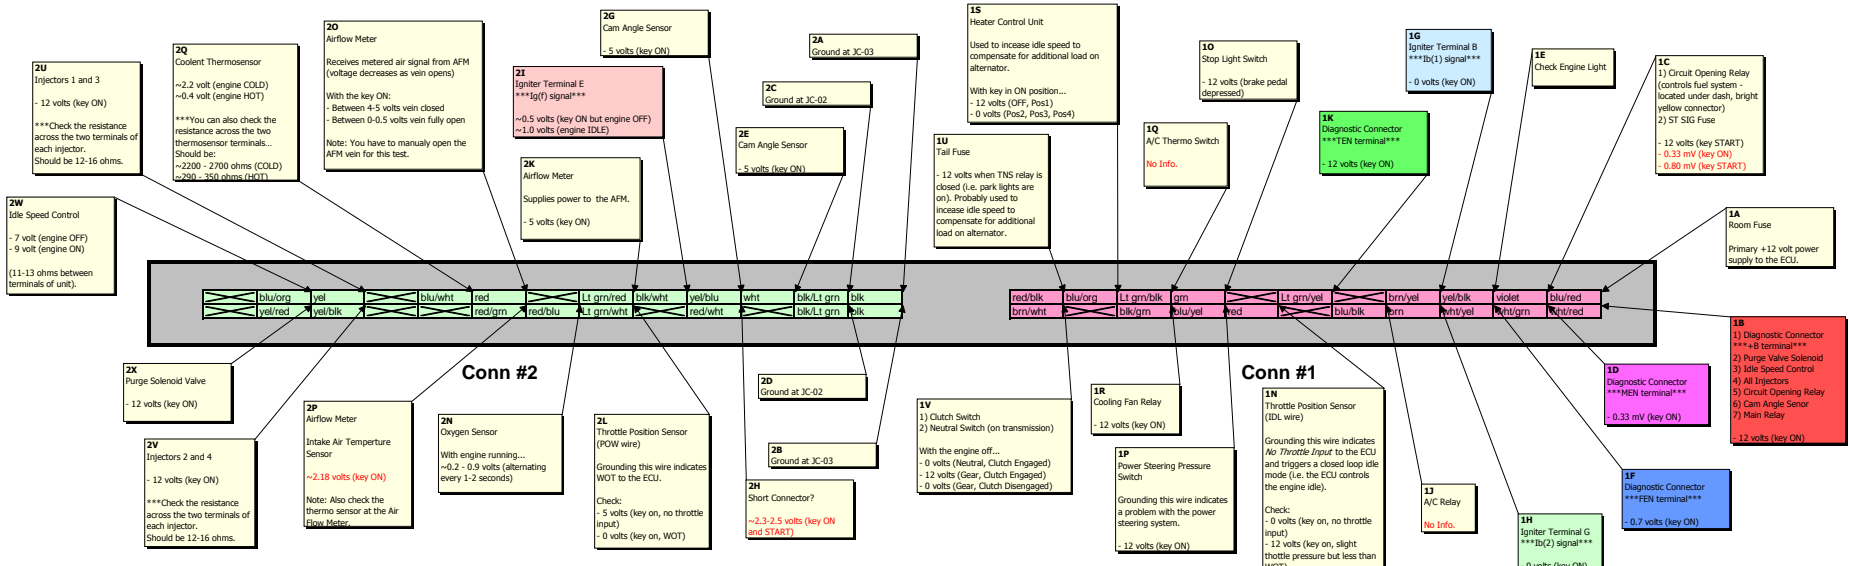 2U
Injectors 1 and 3
- 12 volts (key ON)
***Check the resistance
across the two terminals of
each injector.
Should be 12-16 ohms.
2Q
Coolent Thermosensor
~2.2 volt (engine COLD)
~0.4 volt (engine HOT)
***You can also check the
resistance across the two
thermosensor terminals...
Should be:
~2200 - 2700 ohms (COLD)
~290 - 350 ohms (HOT)
2O
Airflow Meter
Receives metered air signal from AFM
(voltage decreases as vein opens)
With the key ON:
- Between 4-5 volts vein closed
- Between 0-0.5 volts vein fully open
Note: You have to manualy open the
AFM vein for this test.
2I
Igniter Terminal E
***Ig(f) signal***
~0.5 volts (key ON but engine OFF)
~1.0 volts (engine IDLE)
2G
Cam Angle Sensor
- 5 volts (key ON)
2A
Ground at JC-03
2C
Ground at JC-02
2E
Cam Angle Sensor
- 5 volts (key ON)
2K
Airflow Meter
Supplies power to the AFM.
- 5 volts (key ON)
2W
Idle Speed Control
- 7 volt (engine OFF)
- 9 volt (engine ON)
(11-13 ohms between
terminals of unit).
1S
Heater Control Unit
Used to incease idle speed to
compensate for additional load on
alternator.
With key in ON position...
- 12 volts (OFF, Pos1)
- 0 volts (Pos2, Pos3, Pos4)
1U
Tail Fuse
- 12 volts when TNS relay is
closed (i.e. park lights are
on). Probably used to
incease idle speed to
compensate for additional
load on alternator.
1O
Stop Light Switch
- 12 volts (brake pedal
depressed)
1Q
A/C Thermo Switch
No Info.
1G
Igniter Terminal B
***Ib(1) signal***
- 0 volts (key ON)
1K
Diagnostic Connector
***TEN terminal***
- 12 volts (key ON)
1E
Check Engine Light
1C
1) Circuit Opening Relay
(controls fuel system -
located under dash, bright
yellow connector)
2) ST SIG Fuse
- 12 volts (key START)
- 0.33 mV (key ON)
- 0.80 mV (key START)
1A
Room Fuse
Primary +12 volt power
supply to the ECU.
blu/org yel blu/wht red Lt grn/red blk/wht yel/blu wht blk/Lt grn blk
yel/red yel/blk red/grn red/blu Lt grn/wht red/wht blk/Lt grn blk
red/blk blu/org Lt grn/blk grn Lt grn/yel brn/yel yel/blk violet blu/red
brn/wht blk/grn blu/yel red blu/blk brn wht/yel wht/grn wht/red
Conn #2
Conn #1
2X
Purge Solenoid Valve
- 12 volts (key ON)
2V
Injectors 2 and 4
- 12 volts (key ON)
***Check the resistance
across the two terminals of
each injector.
Should be 12-16 ohms.
2P
Airflow Meter
Intake Air Temperture
Sensor
~2.18 volts (key ON)
Note: Also check the
thermo sensor at the Air
Flow Meter.
2N
Oxygen Sensor
With engine running...
~0.2 - 0.9 volts (alternating
every 1-2 seconds)
2L
Throttle Position Sensor
(POW wire)
Grounding this wire indicates
WOT to the ECU.
Check:
- 5 volts (key on, no throttle
input)
- 0 volts (key on, WOT)
2D
Ground at JC-02
2B
Ground at JC-03
2H
Short Connector?
~2.3-2.5 volts (key ON
and START)
1V
1) Clutch Switch
2) Neutral Switch (on transmission)
With the engine off...
- 0 volts (Neutral, Clutch Engaged)
- 12 volts (Gear, Clutch Engaged)
- 0 volts (Gear, Clutch Disengaged)
1R
Cooling Fan Relay
- 12 volts (key ON)
1P
Power Steering Pressure
Switch
Grounding this wire indicates
a problem with the power
steering system.
- 12 volts (key ON)
1N
Throttle Position Sensor
(IDL wire)
Grounding this wire indicates
No Throttle Input to the ECU
and triggers a closed loop idle
mode (i.e. the ECU controls
the engine idle).
Check:
- 0 volts (key on, no throttle
input)
- 12 volts (key on, slight
thottle pressure but less than
WOT)
1J
A/C Relay
No Info.
1H
Igniter Terminal G
***Ib(2) signal***
- 0 volts (key ON)
1D
Diagnostic Connector
***MEN terminal***
- 0.33 mV (key ON)
1F
Diagnostic Connector
***FEN terminal***
- 0.7 volts (key ON)
1B
1) Diagnostic Connector
***+B terminal***
2) Purge Valve Solenoid
3) Idle Speed Control
4) All Injectors
5) Circuit Opening Relay
6) Cam Angle Senor
7) Main Relay
- 12 volts (key ON)